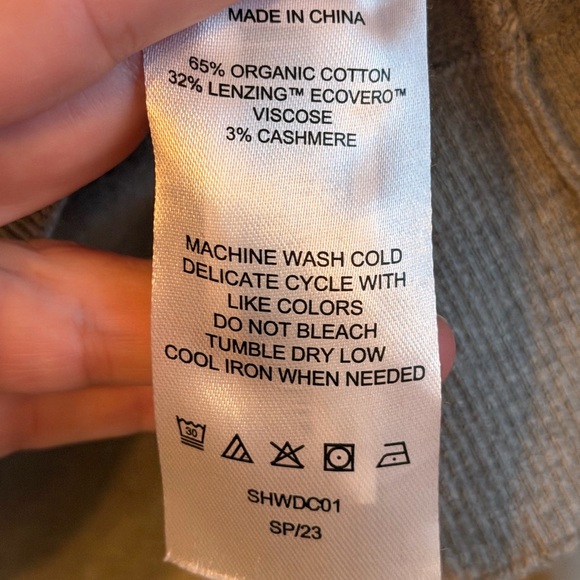 MADE IN CHINA
65% ORGANIC COTTON
32% LENZING™ ECOVERO™
VISCOSE
3% CASHMERE
MACHINE WASH COLD
DELICATE CYCLE WITH
LIKE COLORS
DO NOT BLEACH
TUMBLE DRY LOW
COOL IRON WHEN NEEDED
30
SHWDC01
SP/23